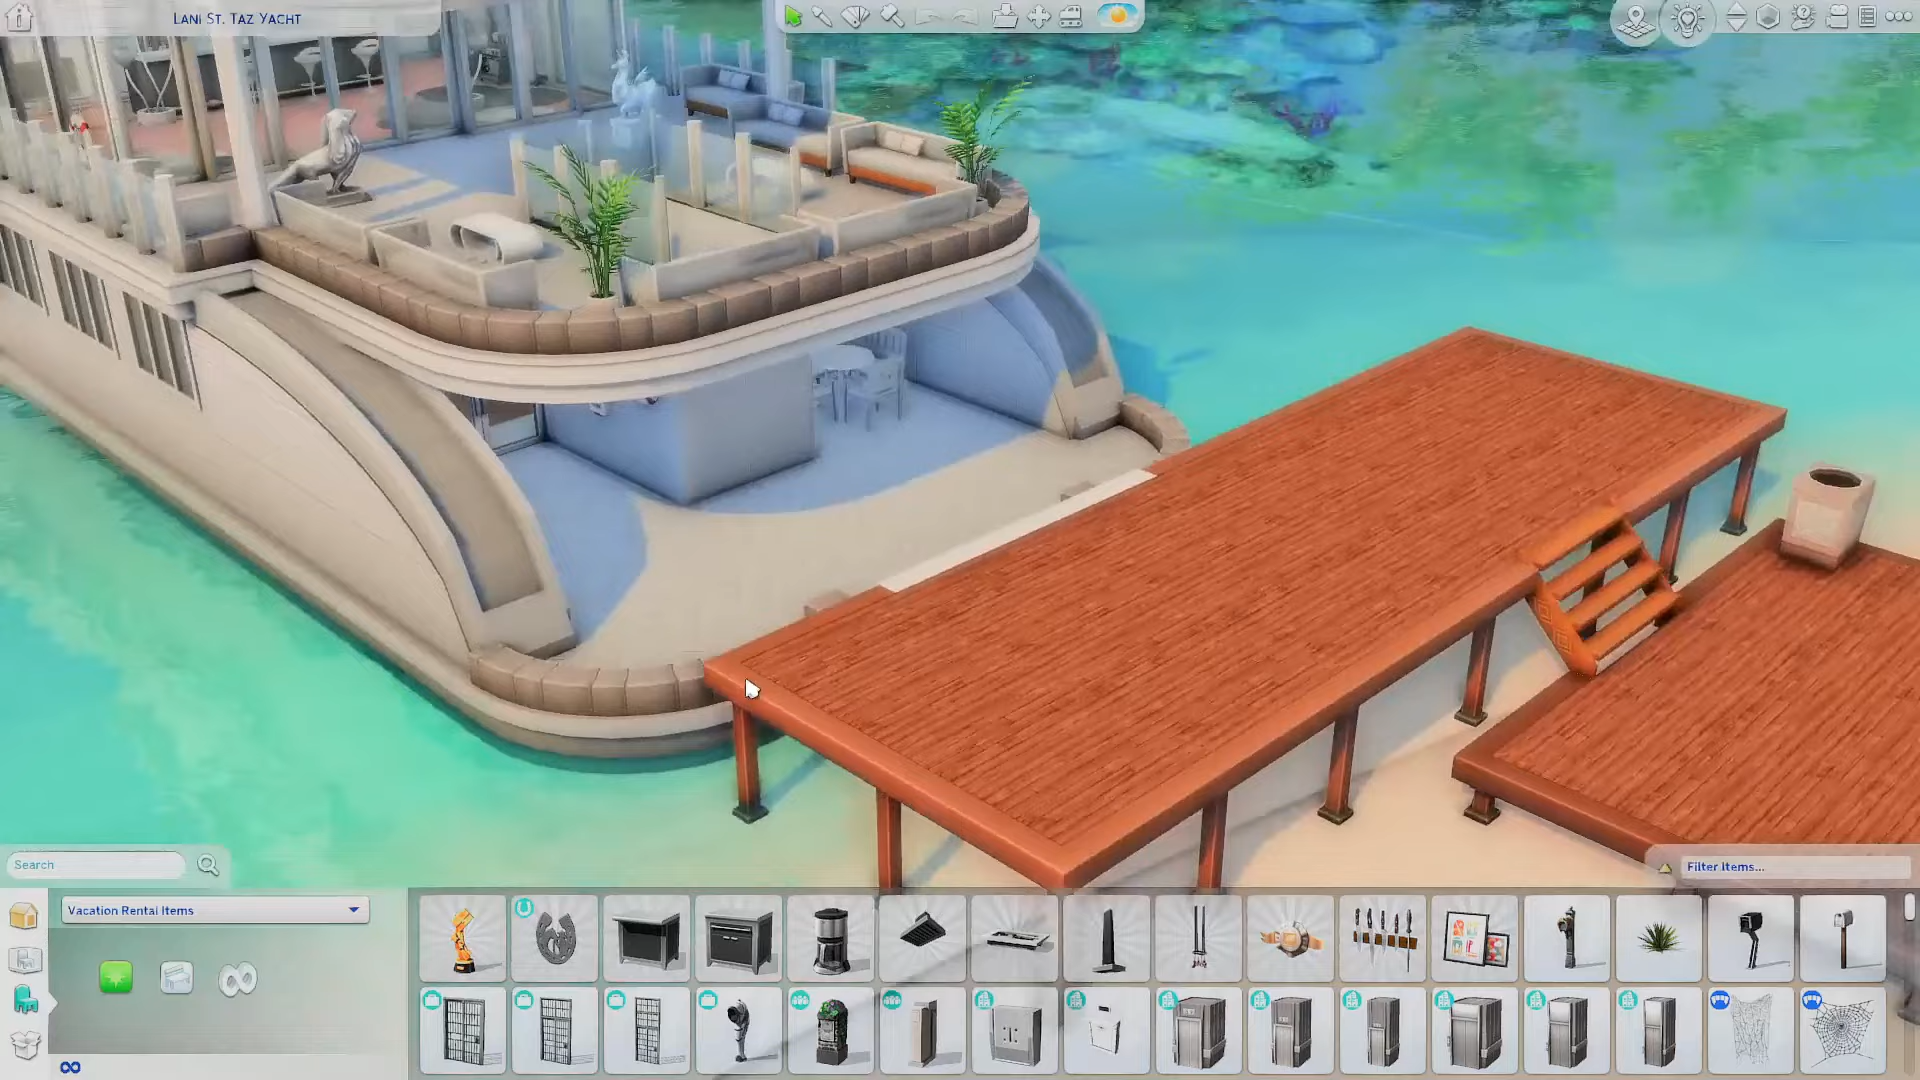 Lani St. Taz Yacht
Search
Filter Items...
Vacation Rental Items